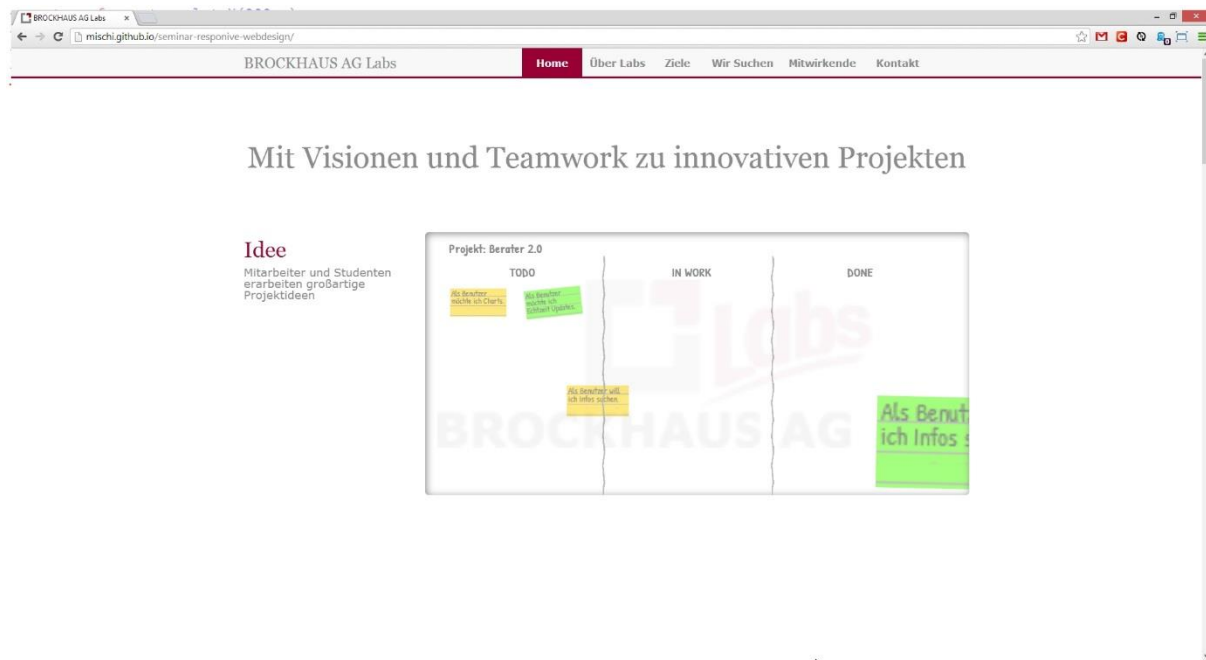 BROCKHAUS AG Labs
mischi.github.io/seminar-responive-webdesign/
BROCKHAUS AG Labs Home Über Labs Ziele Wir Suchen Mitwirkende Kontakt
Mit Visionen und Teamwork zu innovativen Projekten
Idee
Mitarbeiter und Studenten
erarbeiten großartige
Projektideen
Projekt: Berater 2.0
TODO IN WORK DONE
Als Benutzer
möchte ich Charts.
Als Benutzer
möchte ich
Echtzeit Updates.
Labs
Als Benutzer will
ich Infos suchen.
BROCKHAUS AG
Als Benut
ich Infos s